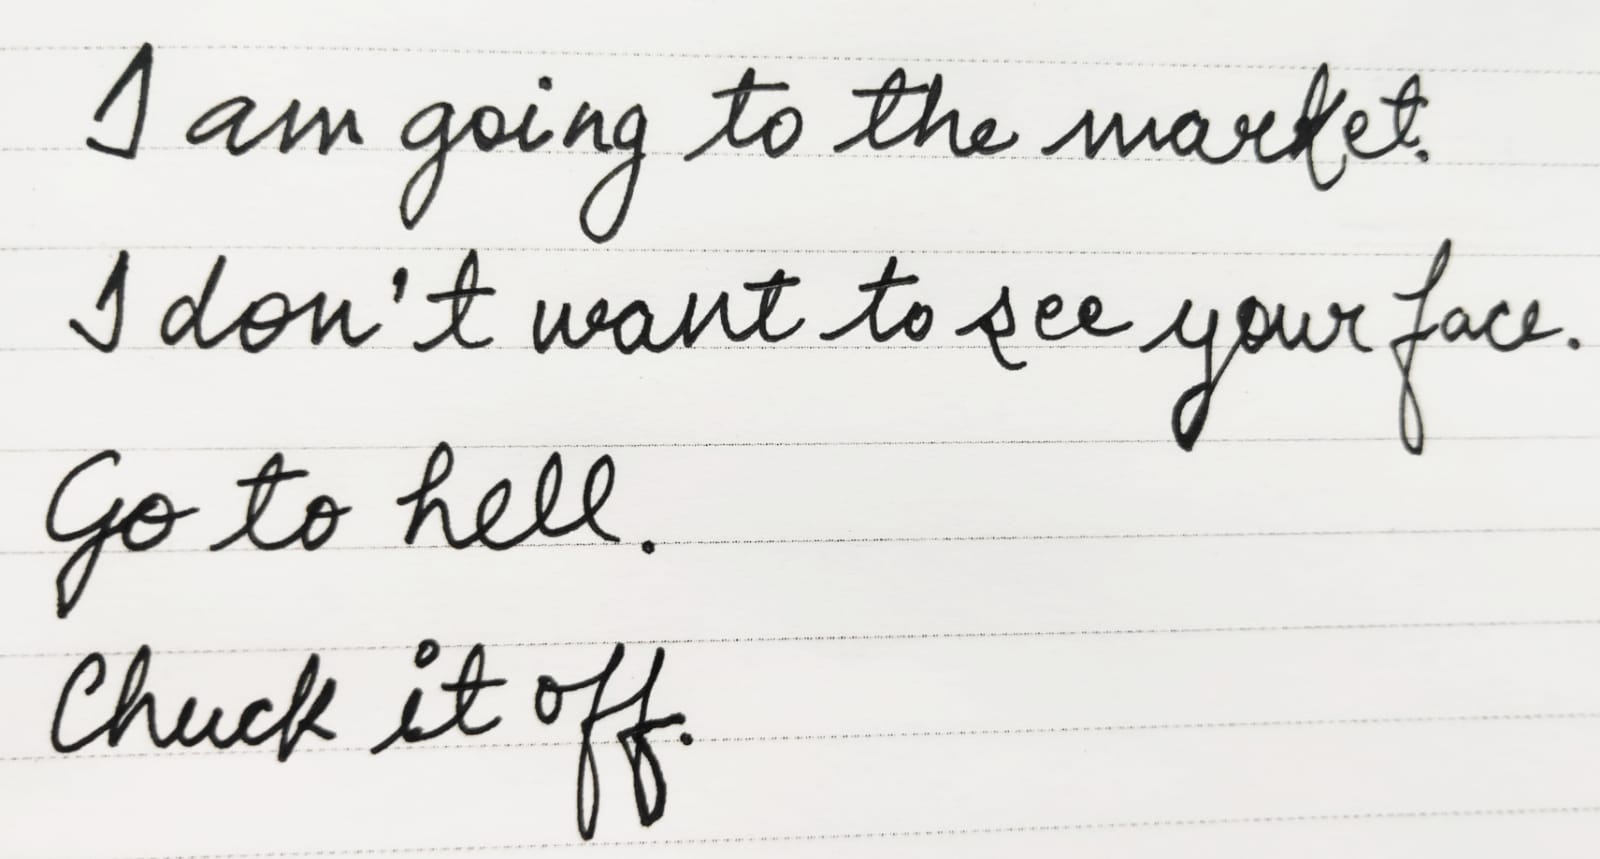 I am going to the market.
I don't want to see your face.
Go to hell.
Chuck it off.